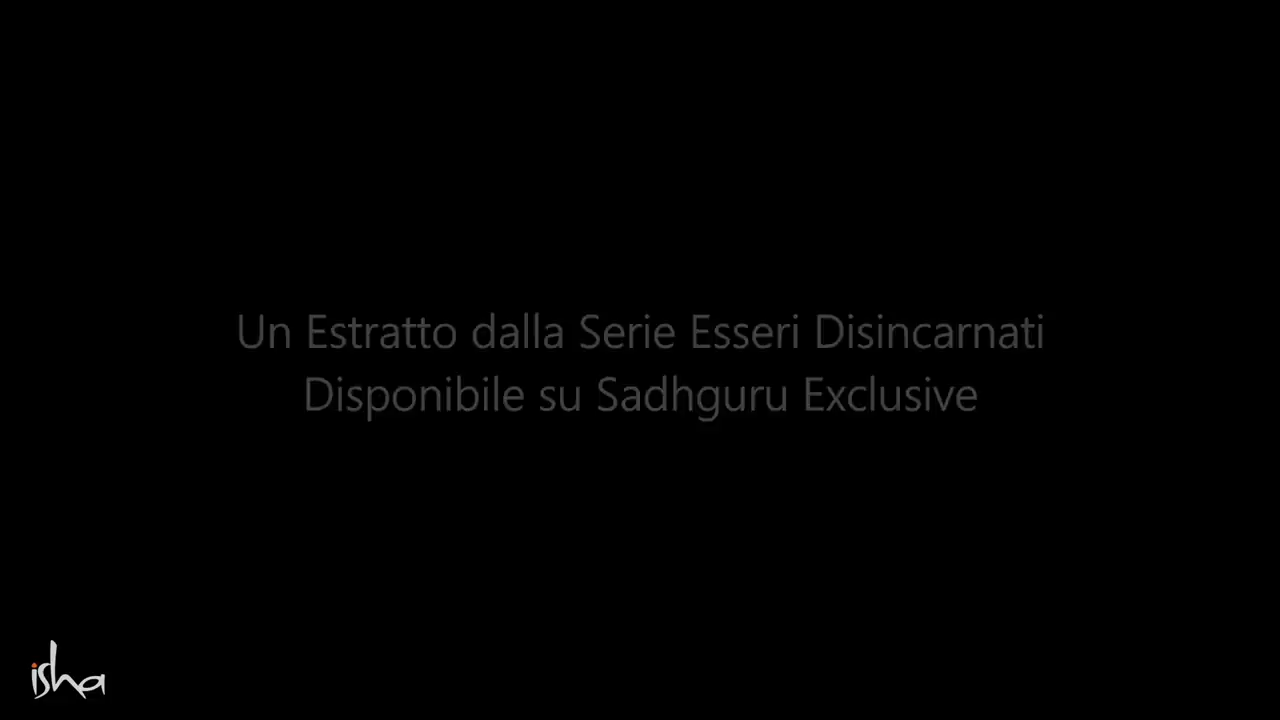 Un Estratto dalla Serie Esseri Disincarnati
Disponibile su Sadhguru Exclusive
isha